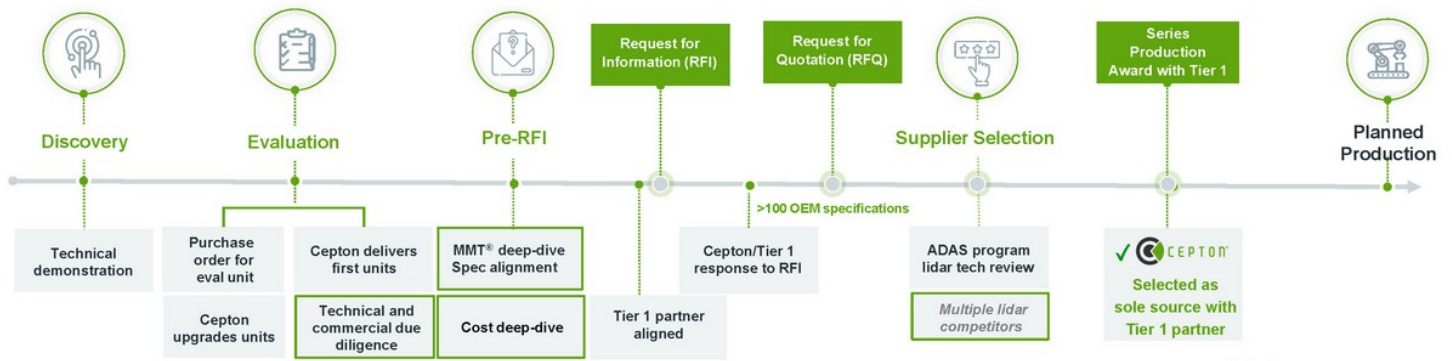 Request for
Information (RFI)
Request for
Quotation (RFQ)
Series
Production
Award with Tier 1
Discovery
Evaluation
Pre-RFI
Supplier Selection
Planned
Production
>100 OEM specifications
Technical
demonstration
Purchase
order for
eval unit
Cepton delivers
first units
MMT® deep-dive
Spec alignment
Cepton/Tier 1
response to RFI
ADAS program
lidar tech review
CEPTON
Selected as
sole source with
Tier 1 partner
Cepton
upgrades units
Technical and
commercial due
diligence
Cost deep-dive
Tier 1 partner
aligned
Multiple lidar
competitors